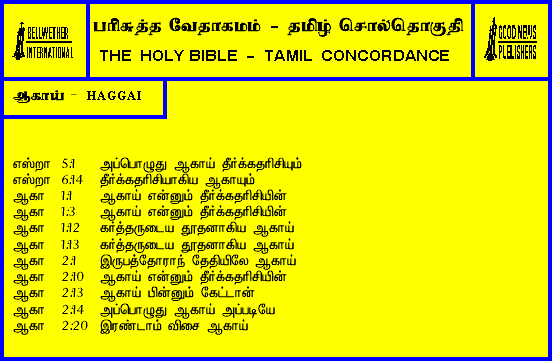 BELLWETHER
INTERNATIONAL
பரிசுத்த வேதாகமம் - தமிழ் சொல்தொகுதி
THE HOLY BIBLE - TAMIL CONCORDANCE
GOOD NEWS
PUBLISHERS
ஆகாய் - HAGGAI
எஸ்றா 5:1 அப்பொழுது ஆகாய் தீர்க்கதரிசியும்
எஸ்றா 6:14 தீர்க்கதரிசியாகிய ஆகாயும்
ஆகா 1:1 ஆகாய் என்னும் தீர்க்கதரிசியின்
ஆகா 1:3 ஆகாய் என்னும் தீர்க்கதரிசியின்
ஆகா 1:12 கர்த்தருடைய தூதனாகிய ஆகாய்
ஆகா 1:13 கர்த்தருடைய தூதனாகிய ஆகாய்
ஆகா 2:1 இருபத்தோராந் தேதியிலே ஆகாய்
ஆகா 2:10 ஆகாய் என்னும் தீர்க்கதரிசியின்
ஆகா 2:13 ஆகாய் பின்னும் கேட்டான்
ஆகா 2:14 அப்பொழுது ஆகாய் அப்படியே
ஆகா 2:20 இரண்டாம் விசை ஆகாய்